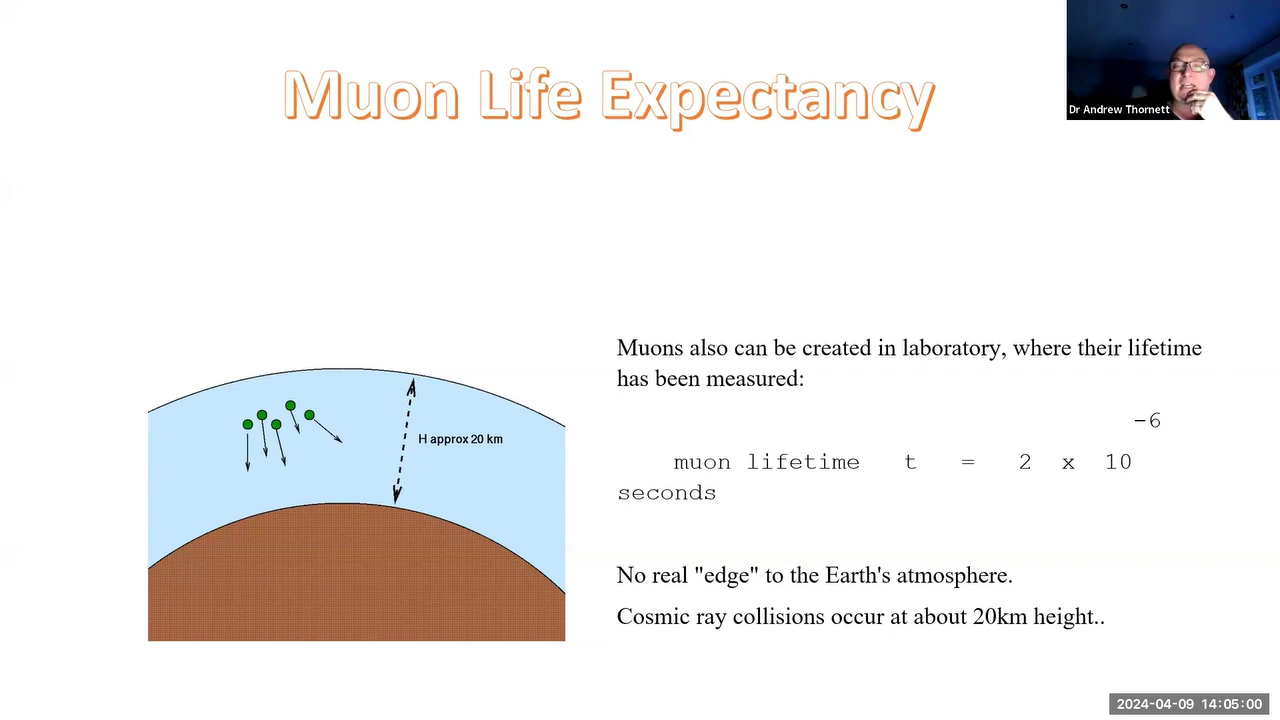 Muon Life Expectancy
Dr Andrew Thornett
H approx 20 km
Muons also can be created in laboratory, where their lifetime
has been measured:
-6
muon lifetime t = 2 x 10
seconds
No real "edge" to the Earth's atmosphere.
Cosmic ray collisions occur at about 20km height..
2024-04-09 14:05:00